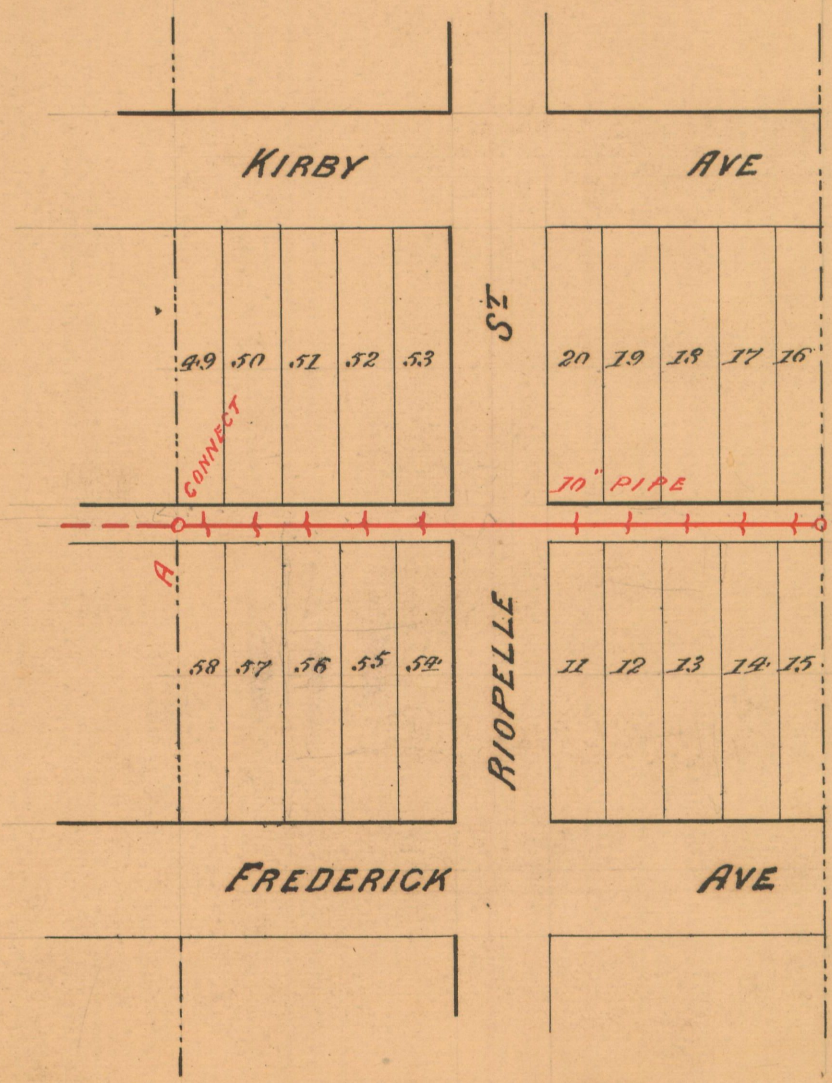 KIRBY AVE
ST
49 50 51 52 53 20 19 18 17 16
CONNECT
10" PIPE
A
58 57 56 55 54 11 12 13 14 15
RIOPELLE
FREDERICK AVE